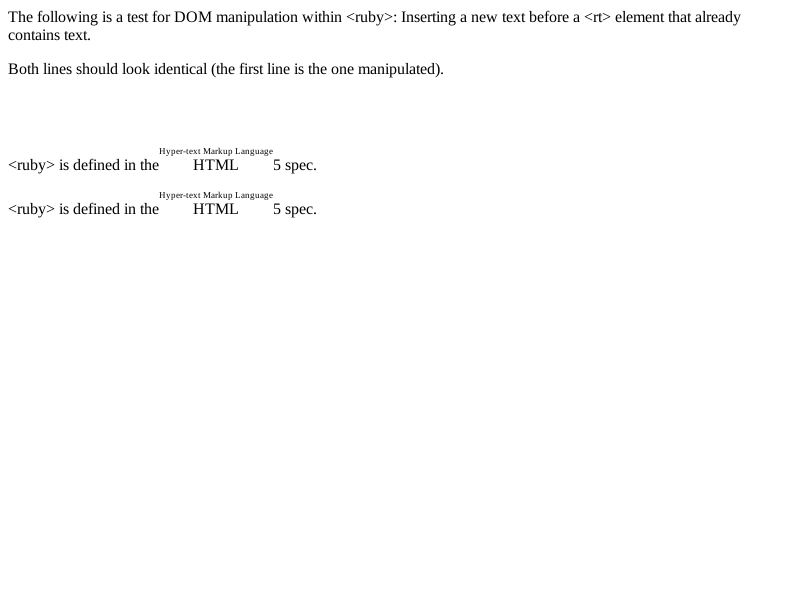 The following is a test for DOM manipulation within <ruby>: Inserting a new text before a <rt> element that already
contains text.
Both lines should look identical (the first line is the one manipulated).
Hyper-text Markup Language
<ruby> is defined in the HTML 5 spec.
Hyper-text Markup Language
<ruby> is defined in the HTML 5 spec.